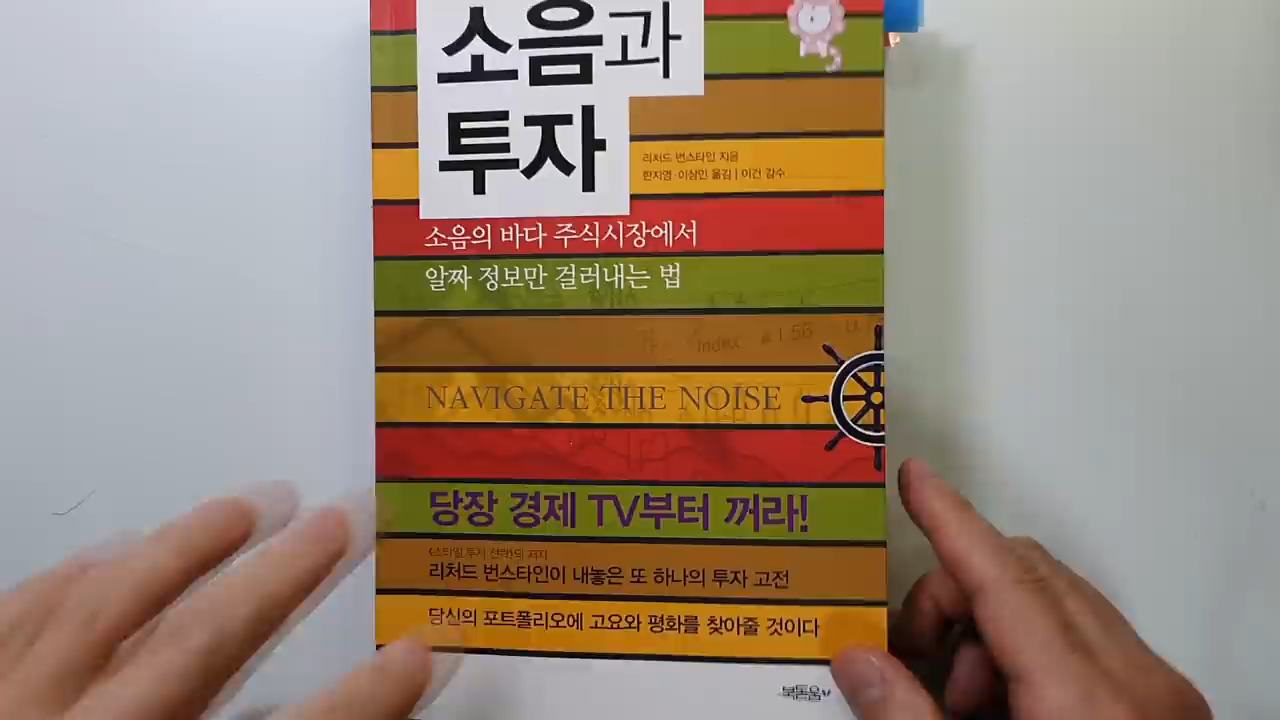 소음과
투자
리처드 번스타인 지음
한지영·이상민 옮김 | 이건 감수
소음의 바다 주식시장에서
알짜 정보만 걸러내는 법
Index
NAVIGATE THE NOISE
당장 경제 TV부터 꺼라!
《스타일 투자 전략》의 저자
리처드 번스타인이 내놓은 또 하나의 투자 고전
당신의 포트폴리오에 고요와 평화를 찾아줄 것이다
북돋움